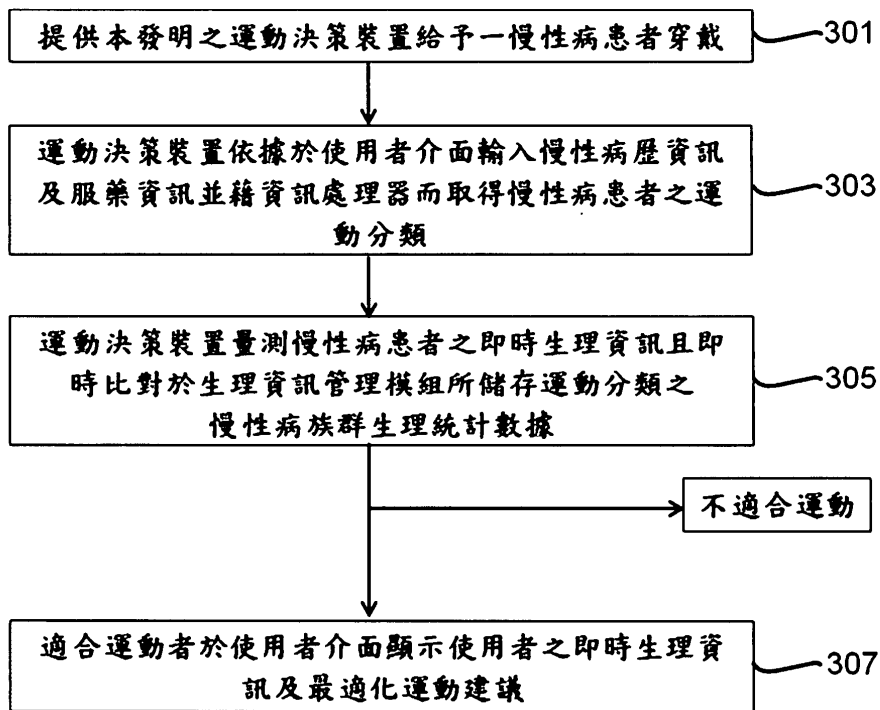 提供本發明之運動決策裝置給予一慢性病患者穿戴
301
運動決策裝置依據於使用者介面輸入慢性病歷資訊
及服藥資訊並藉資訊處理器而取得慢性病患者之運
動分類
303
運動決策裝置量測慢性病患者之即時生理資訊且即
時比對於生理資訊管理模組所儲存運動分類之
慢性病族群生理統計數據
305
不適合運動
適合運動者於使用者介面顯示使用者之即時生理資
訊及最適化運動建議
307